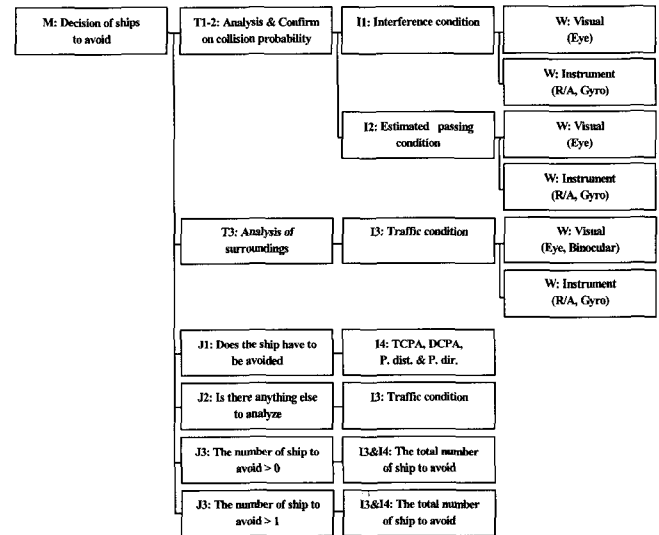 M: Decision of ships
to avoid
T1-2: Analysis & Confirm
on collision probability
I1: Interference condition
W: Visual
(Eye)
W: Instrument
(R/A, Gyro)
I2: Estimated passing
condition
W: Visual
(Eye)
W: Instrument
(R/A, Gyro)
T3: Analysis of
surroundings
I3: Traffic condition
W: Visual
(Eye, Binocular)
W: Instrument
(R/A, Gyro)
J1: Does the ship have to
be avoided
I4: TCPA, DCPA,
P. dist. & P. dir.
J2: Is there anything else
to analyze
I3: Traffic condition
J3: The number of ship to
avoid > 0
I3&I4: The total number
of ship to avoid
J3: The number of ship to
avoid > 1
I3&I4: The total number
of ship to avoid